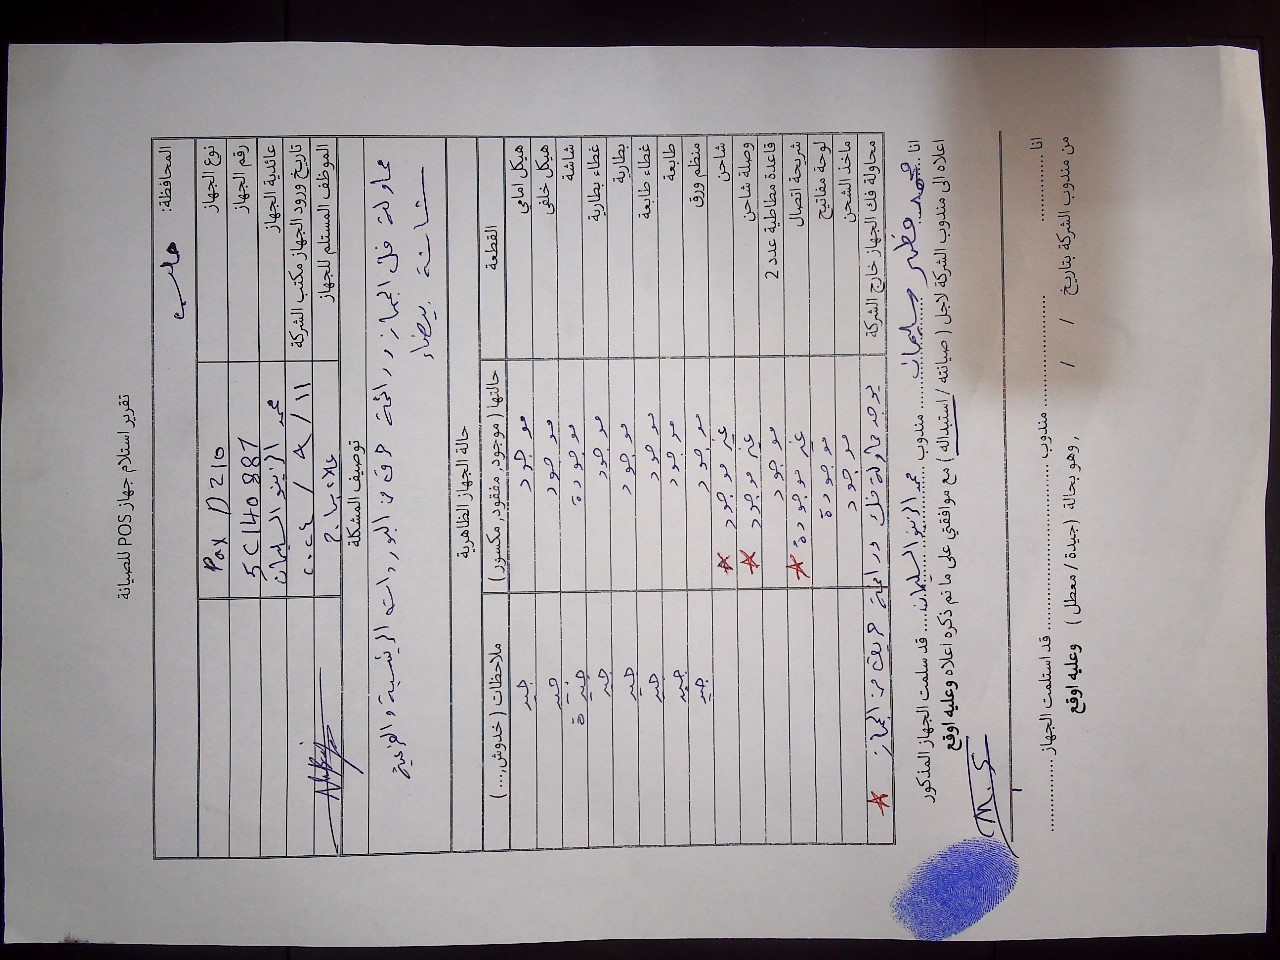 تقرير استلام جهاز POS للصيانة
المحافظة: حلب
نوع الجهاز Pax D210
رقم الجهاز 5C140887
عائدية الجهاز محمد الزينو السليمان
تاريخ ورود الجهاز مكتب الشركة ١١ / ٩ / ٢٠٢٤
الموظف المستلم للجهاز علاء
توصيف المشكلة
محاولة فك الجهاز ورائحة حرق من البوردات الرئيسية والفرعية
شاشة بيضاء
حالة الجهاز الظاهرية
القطعة حالتها ( موجود, مفقود, مكسور ) ملاحظات ( خدوش,... )
هيكل امامي موجود جيد
هيكل خلفي موجود جيد
شاشة موجودة جيدة
غطاء بطارية موجود جيد
بطارية موجود جيد
غطاء طابعة موجود جيد
طابعة موجود جيد
منظم ورق موجود جيد
شاحن غير موجود
وصلة شاحن غير موجود
قاعدة مطاطية عدد 2 موجود
شريحة اتصال غير موجودة
لوحة مفاتيح موجودة
ماخذ الشحن موجود
محاولة فك الجهاز خارج الشركة يوجد محاولة فك ورائحة حريق من الجهاز
انا محمد مظهر سليمان مندوب محمد الزينو السليمان قد سلمت الجهاز المذكور
اعلاه الى مندوب الشركة لاجل ( صيانته / استبداله ) مع موافقتي على ما تم ذكره اعلاه وعليه اوقع
M.S
انا .................................... مندوب .................................... قد استلمت الجهاز ................
من مندوب الشركة بتاريخ / / , وهو بحالة (جيدة / معطل ) وعليه اوقع